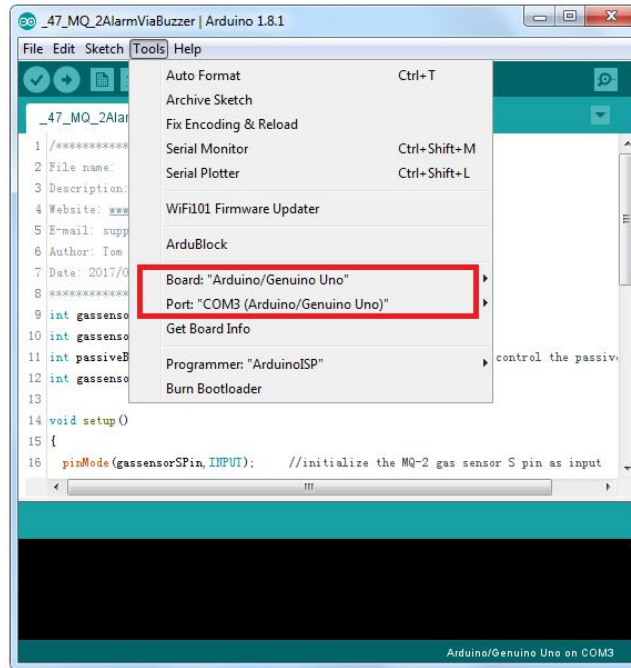 _47_MQ_2AlarmViaBuzzer | Arduino 1.8.1
File Edit Sketch Tools Help
Auto Format Ctrl+T
Archive Sketch
Fix Encoding & Reload
Serial Monitor Ctrl+Shift+M
Serial Plotter Ctrl+Shift+L
WiFi101 Firmware Updater
ArduBlock
Board: "Arduino/Genuino Uno"
Port: "COM3 (Arduino/Genuino Uno)"
Get Board Info
Programmer: "ArduinoISP"
Burn Bootloader
_47_MQ_2Alar
1 /***********
2 File name:
3 Description:
4 Website: www
5 E-mail: supp
6 Author: Tom
7 Date: 2017/0
8 ************
9 int gassenso
10 int gassenso
11 int passiveB control the passiv
12 int gassenso
13
14 void setup()
15 {
16 pinMode(gassensorSPin,INPUT); //initialize the MQ-2 gas sensor S pin as input
Arduino/Genuino Uno on COM3